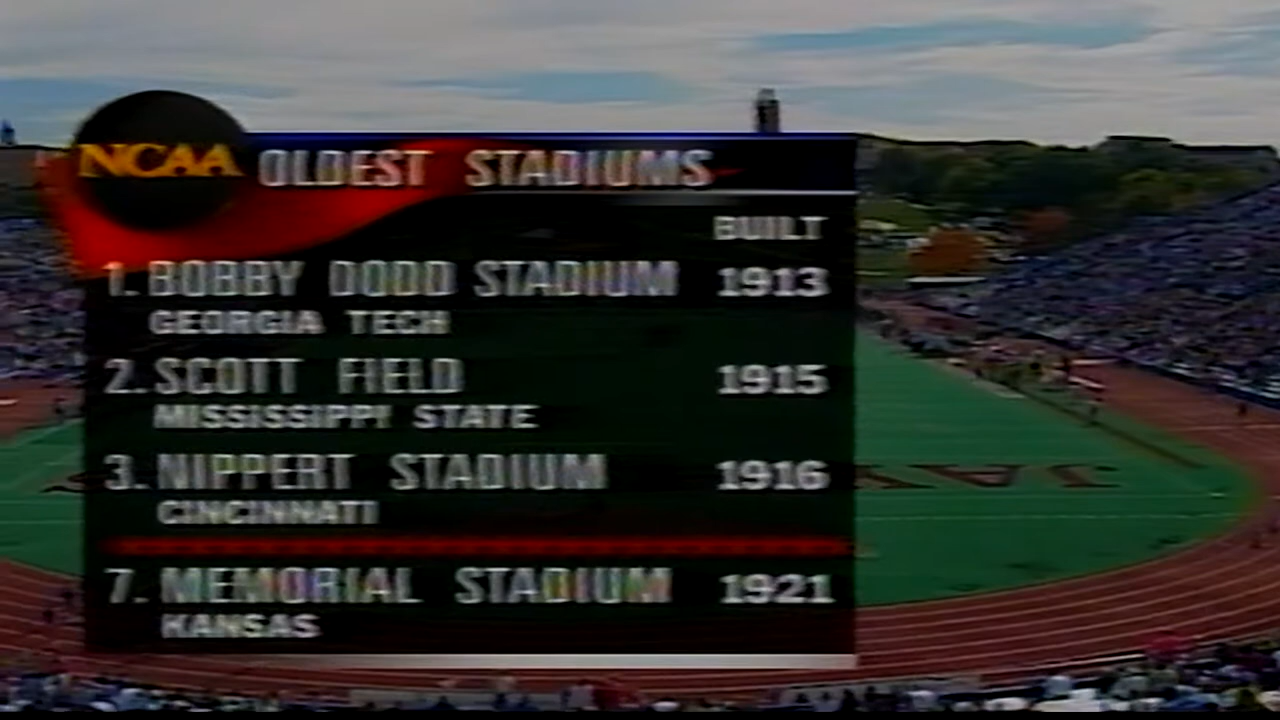 NCAA OLDEST STADIUMS
BUILT
1. BOBBY DODD STADIUM 1913
GEORGIA TECH
2. SCOTT FIELD 1915
MISSISSIPPI STATE
3. NIPPERT STADIUM 1916
CINCINNATI
7. MEMORIAL STADIUM 1921
KANSAS